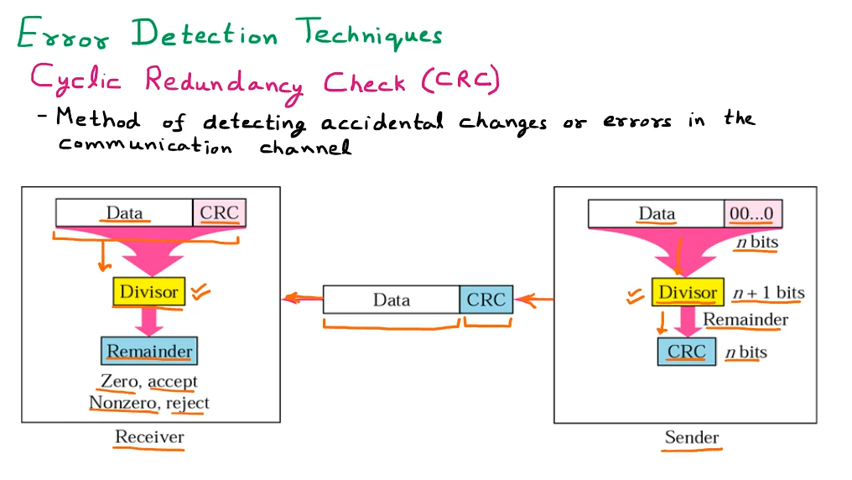 Error Detection Techniques
Cyclic Redundancy Check (CRC)
- Method of detecting accidental changes or errors in the
communication channel
Data CRC
Divisor
Remainder
Zero, accept
Nonzero, reject
Receiver
Data CRC
Data 00...0
n bits
Divisor n + 1 bits
Remainder
CRC n bits
Sender